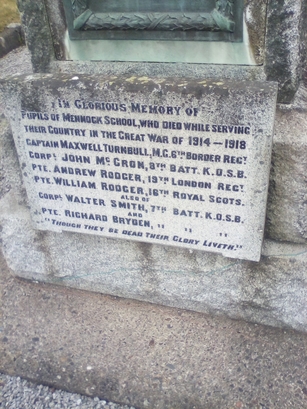 IN GLORIOUS MEMORY OF
PUPILS OF MENNOCK SCHOOL, WHO DIED WHILE SERVING
THEIR COUNTRY IN THE GREAT WAR OF 1914—1918
CAPTAIN MAXWELL TURNBULL, M.C. 6TH BORDER REGT
CORPL JOHN MC CRON, 8TH BATT. K.O.S.B.
PTE. ANDREW RODGER, 19TH LONDON REGT
PTE. WILLIAM RODGER, 16TH ROYAL SCOTS.
ALSO OF
CORPL WALTER SMITH, 7TH BATT. K.O.S.B.
AND
PTE. RICHARD BRYDEN, " " "
"THOUGH THEY BE DEAD THEIR GLORY LIVETH."